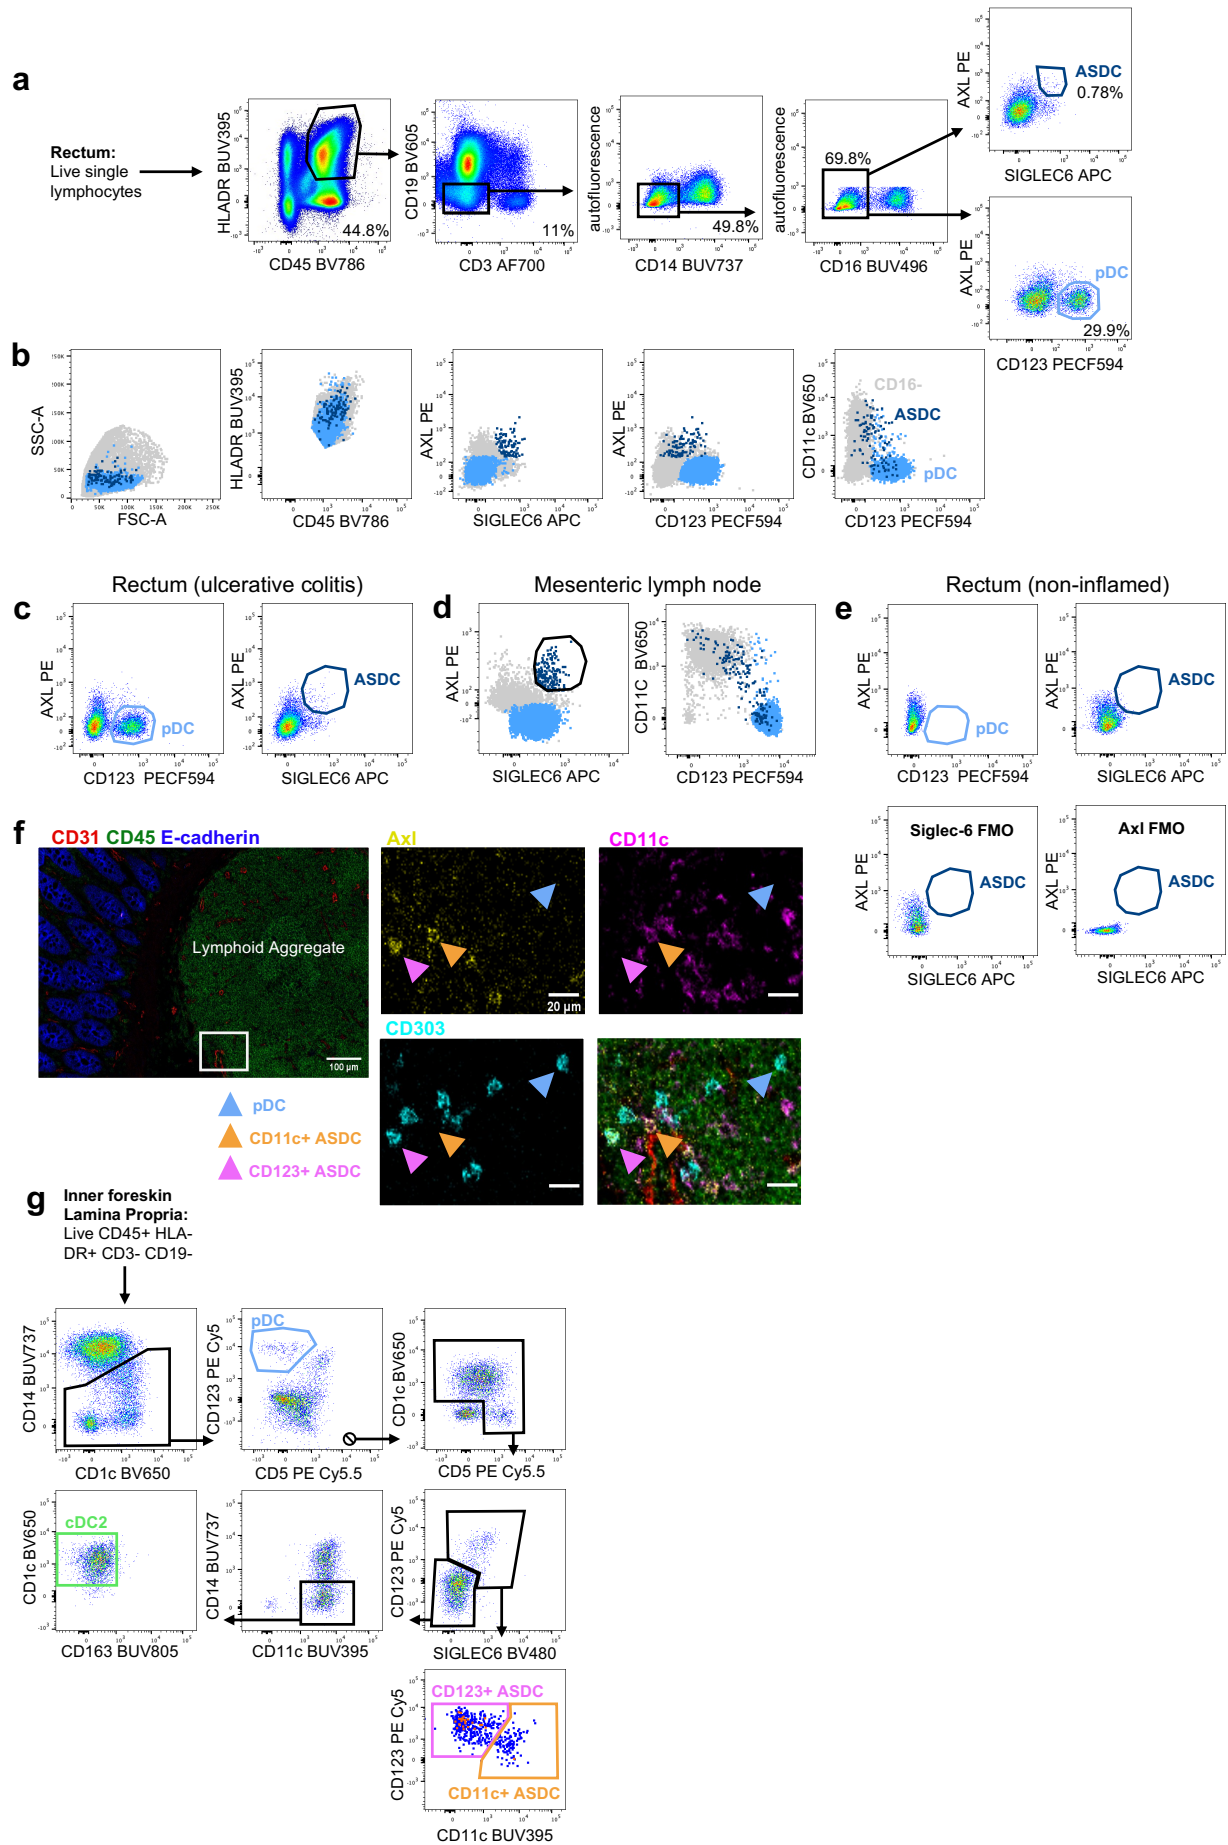 a
Rectum:
Live single
lymphocytes
HLADR BUV395
44.8%
CD45 BV786
CD19 BV605
11%
CD3 AF700
autofluorescence
49.8%
CD14 BUV737
autofluorescence
69.8%
CD16 BUV496
AXL PE
ASDC
0.78%
SIGLEC6 APC
AXL PE
pDC
29.9%
CD123 PECF594
b
SSC-A
FSC-A
HLADR BUV395
CD45 BV786
AXL PE
SIGLEC6 APC
AXL PE
CD123 PECF594
CD11c BV650
CD16-
ASDC
pDC
CD123 PECF594
Rectum (ulcerative colitis)
c
AXL PE
pDC
CD123 PECF594
AXL PE
ASDC
SIGLEC6 APC
Mesenteric lymph node
d
AXL PE
SIGLEC6 APC
CD11C BV650
CD123 PECF594
Rectum (non-inflamed)
e
AXL PE
pDC
CD123 PECF594
AXL PE
ASDC
SIGLEC6 APC
Siglec-6 FMO
AXL PE
ASDC
SIGLEC6 APC
Axl FMO
AXL PE
ASDC
SIGLEC6 APC
f
CD31 CD45 E-cadherin
Lymphoid Aggregate
100 µm
Axl
20 µm
CD11c
CD303
pDC
CD11c+ ASDC
CD123+ ASDC
g
Inner foreskin
Lamina Propria:
Live CD45+ HLA-
DR+ CD3- CD19-
CD14 BUV737
CD1c BV650
CD123 PE Cy5
pDC
CD5 PE Cy5.5
CD1c BV650
CD5 PE Cy5.5
CD1c BV650
cDC2
CD163 BUV805
CD14 BUV737
CD11c BUV395
CD123 PE Cy5
SIGLEC6 BV480
CD123 PE Cy5
CD123+ ASDC
CD11c+ ASDC
CD11c BUV395